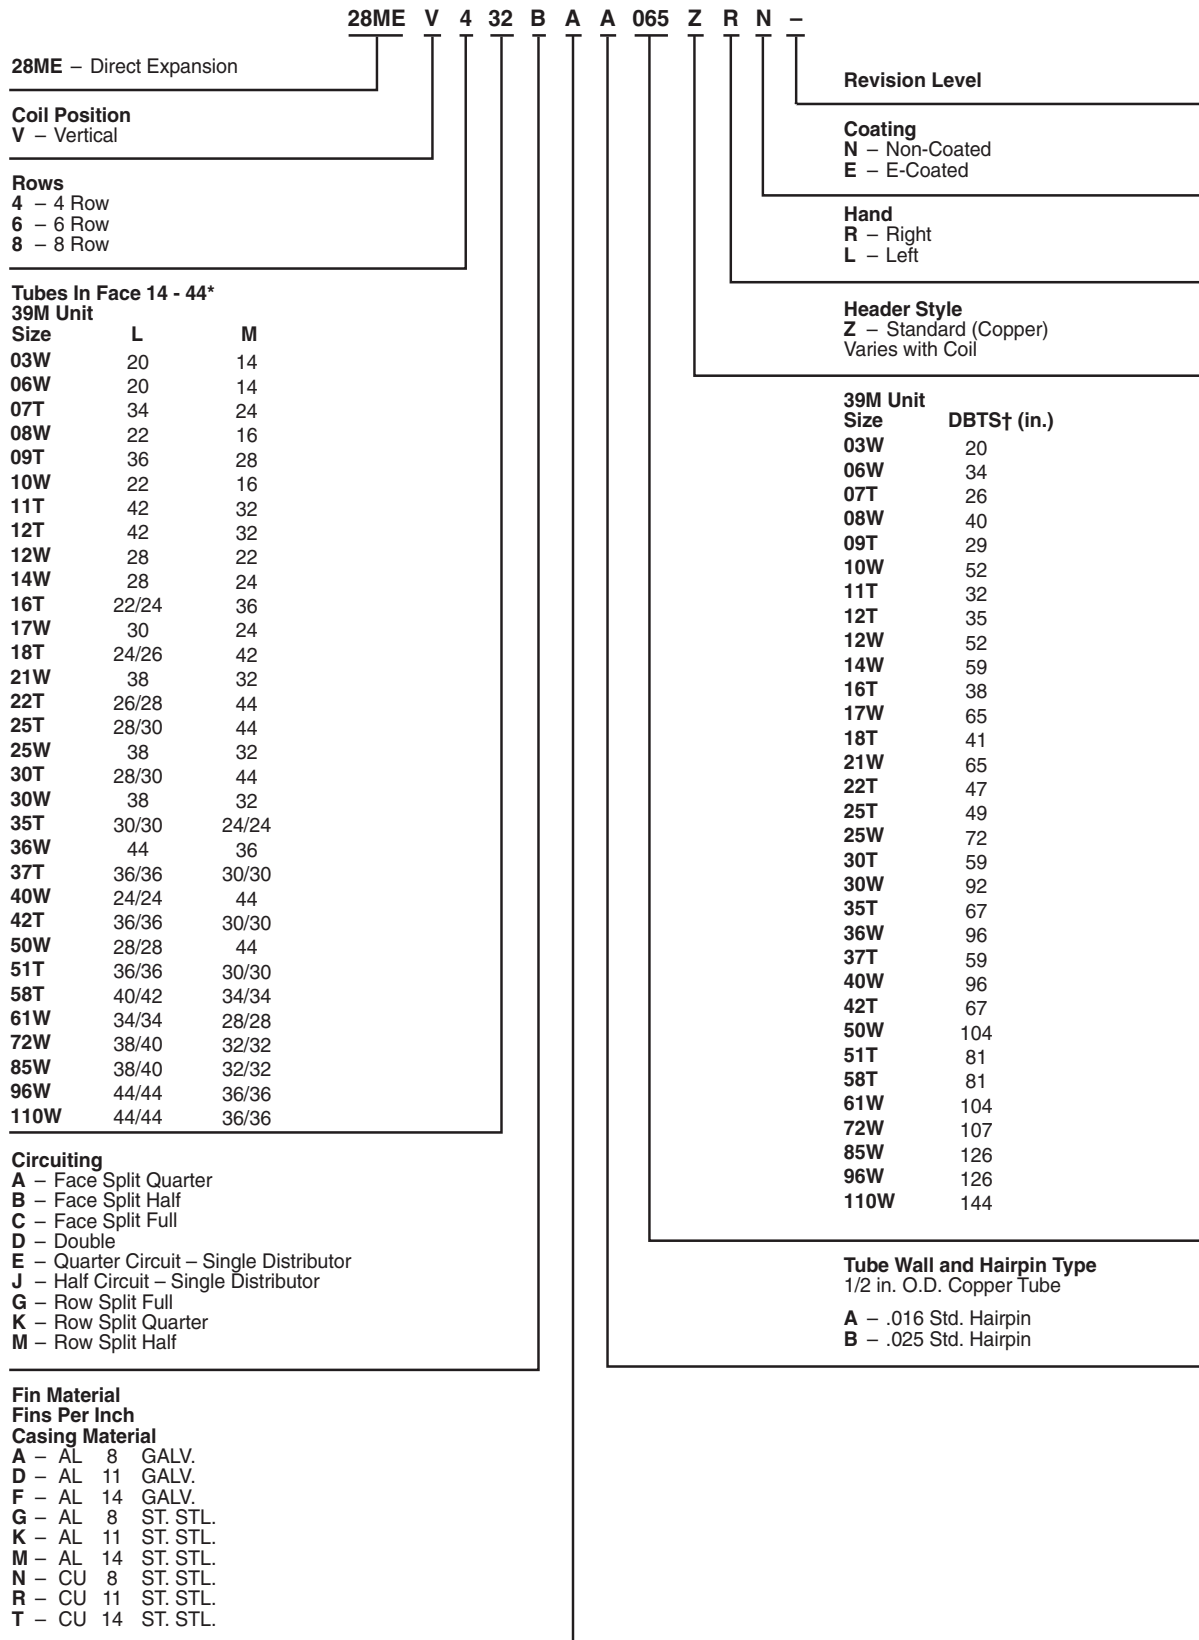 28ME V 4 32 B A A 065 Z R N –
28ME – Direct Expansion
Coil Position
V – Vertical
Rows
4 – 4 Row
6 – 6 Row
8 – 8 Row
Tubes In Face 14 - 44*
39M Unit
Size L M
03W 20 14
06W 20 14
07T 34 24
08W 22 16
09T 36 28
10W 22 16
11T 42 32
12T 42 32
12W 28 22
14W 28 24
16T 22/24 36
17W 30 24
18T 24/26 42
21W 38 32
22T 26/28 44
25T 28/30 44
25W 38 32
30T 28/30 44
30W 38 32
35T 30/30 24/24
36W 44 36
37T 36/36 30/30
40W 24/24 44
42T 36/36 30/30
50W 28/28 44
51T 36/36 30/30
58T 40/42 34/34
61W 34/34 28/28
72W 38/40 32/32
85W 38/40 32/32
96W 44/44 36/36
110W 44/44 36/36
Circuiting
A – Face Split Quarter
B – Face Split Half
C – Face Split Full
D – Double
E – Quarter Circuit – Single Distributor
J – Half Circuit – Single Distributor
G – Row Split Full
K – Row Split Quarter
M – Row Split Half
Fin Material
Fins Per Inch
Casing Material
A – AL 8 GALV.
D – AL 11 GALV.
F – AL 14 GALV.
G – AL 8 ST. STL.
K – AL 11 ST. STL.
M – AL 14 ST. STL.
N – CU 8 ST. STL.
R – CU 11 ST. STL.
T – CU 14 ST. STL.
Revision Level
Coating
N – Non-Coated
E – E-Coated
Hand
R – Right
L – Left
Header Style
Z – Standard (Copper)
Varies with Coil
39M Unit
Size DBTS† (in.)
03W 20
06W 34
07T 26
08W 40
09T 29
10W 52
11T 32
12T 35
12W 52
14W 59
16T 38
17W 65
18T 41
21W 65
22T 47
25T 49
25W 72
30T 59
30W 92
35T 67
36W 96
37T 59
40W 96
42T 67
50W 104
51T 81
58T 81
61W 104
72W 107
85W 126
96W 126
110W 144
Tube Wall and Hairpin Type
1/2 in. O.D. Copper Tube
A – .016 Std. Hairpin
B – .025 Std. Hairpin